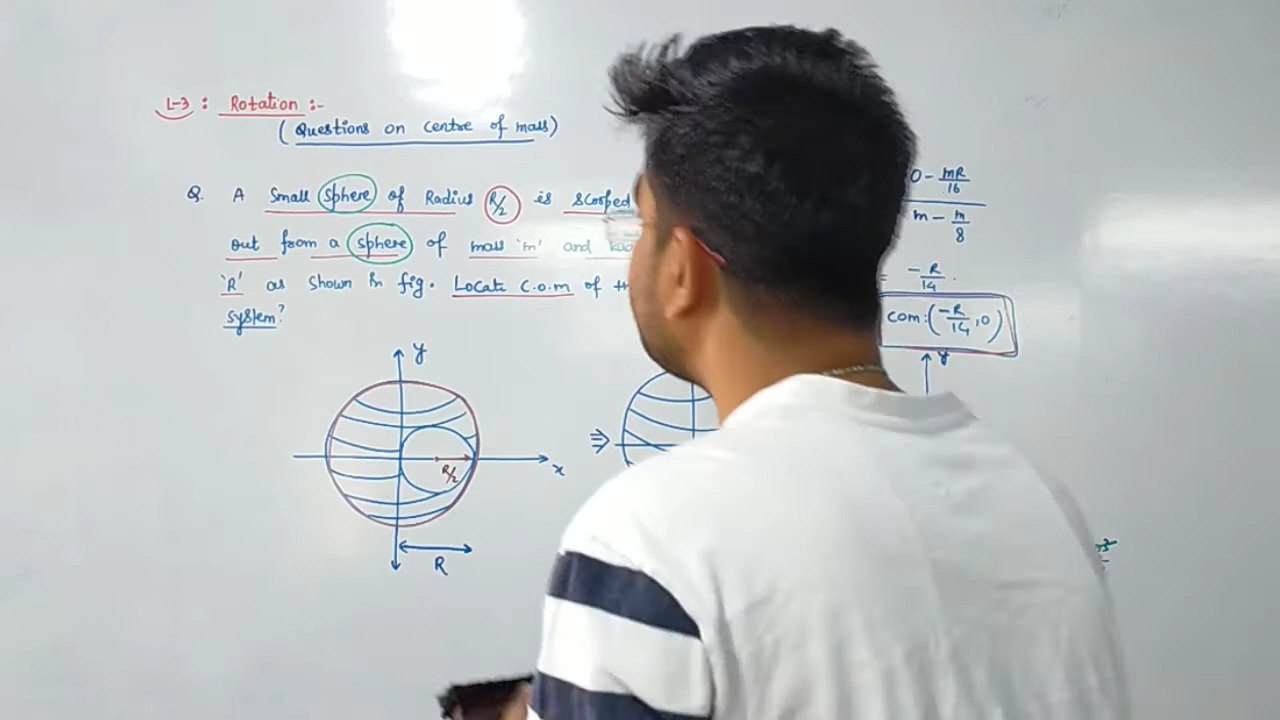 L-3 : Rotation :-
(Questions on centre of mass)
Q. A small sphere of Radius R/2 is scooped
out from a sphere of mass 'm' and
'R' as shown in fig. Locate C.O.M of
system?
y
R/2
x
R
⇒
0 - mR/16
m - m/8
= -R/14 .
com: (-R/14, 0)
y